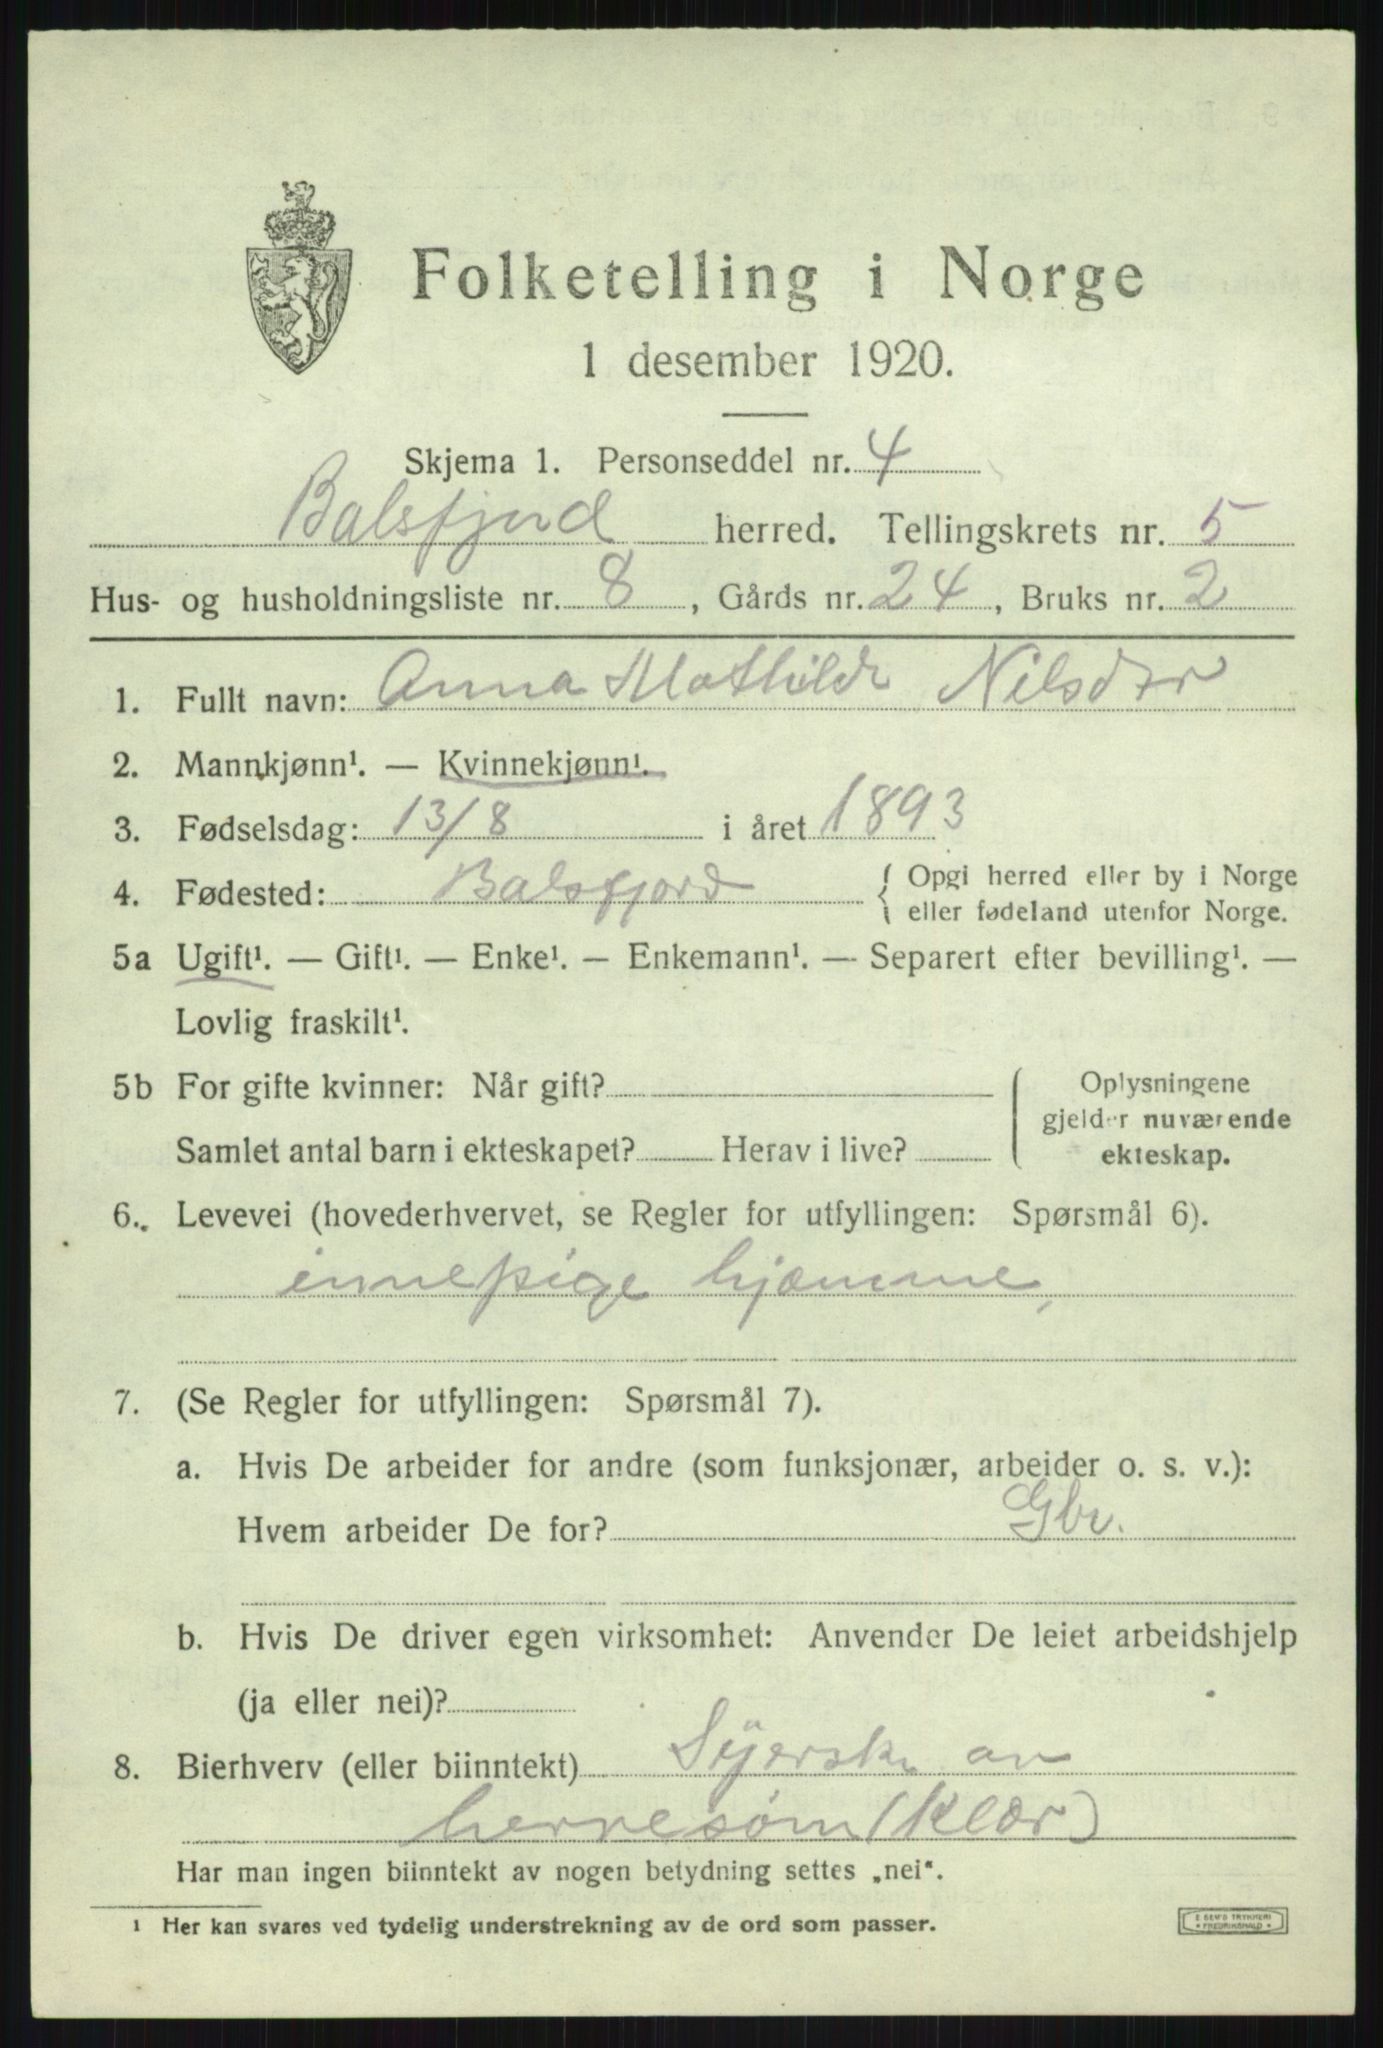 Folketelling i Norge
1 desember 1920.
Skjema 1. Personseddel nr. 4
Balsfjord herred. Tellingskrets nr. 5
Hus- og husholdningsliste nr. 8, Gårds nr. 24, Bruks nr. 2
1. Fullt navn: Anna Mathilde
2. Mannkjønn¹. — Kvinnekjønn¹.
3. Fødselsdag: 13/8 i året 1893
4. Fødested: Balsfjord { Opgi herred eller by i Norge
eller fødeland utenfor Norge.
5a Ugift¹. — Gift¹. — Enke¹. — Enkemann¹. — Separert efter bevilling¹. —
Lovlig fraskilt¹.
5b For gifte kvinner: Når gift? { Oplysningene
gjelder nuværende
Samlet antal barn i ekteskapet? Herav i live?
ekteskap.
6. Levevei (hovederhvervet, se Regler for utfyllingen: Spørsmål 6).
innepige hjæmme,
7. (Se Regler for utfyllingen: Spørsmål 7).
a. Hvis De arbeider for andre (som funksjonær, arbeider o. s. v.):
Hvem arbeider De for? Gbr.
b. Hvis De driver egen virksomhet: Anvender De leiet arbeidshjelp
(ja eller nei)?
8. Bierhverv (eller biinntekt) Syerske av
herresøm (klær)
Har man ingen biinntekt av nogen betydning settes „nei“.
¹ Her kan svares ved tydelig understrekning av de ord som passer.